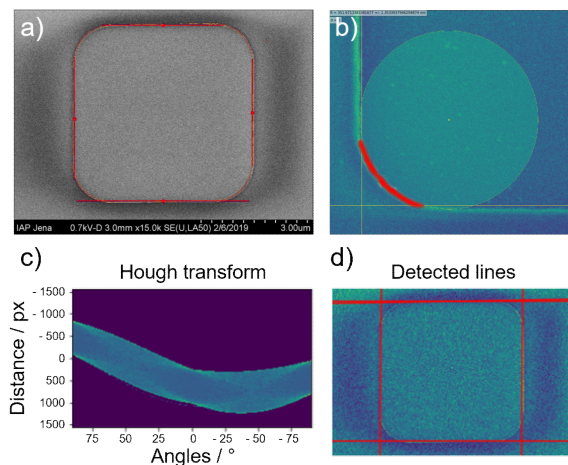 a)
b)
IAP Jena 0.7kV-D 3.0mm x15.0k SE(U,LA50) 2/6/2019 3.00um
c)
Hough transform
- 1500
- 1000
- 500
0
500
1000
1500
Distance / px
75 50 25 0 - 25 - 50 - 75
Angles / °
d)
Detected lines